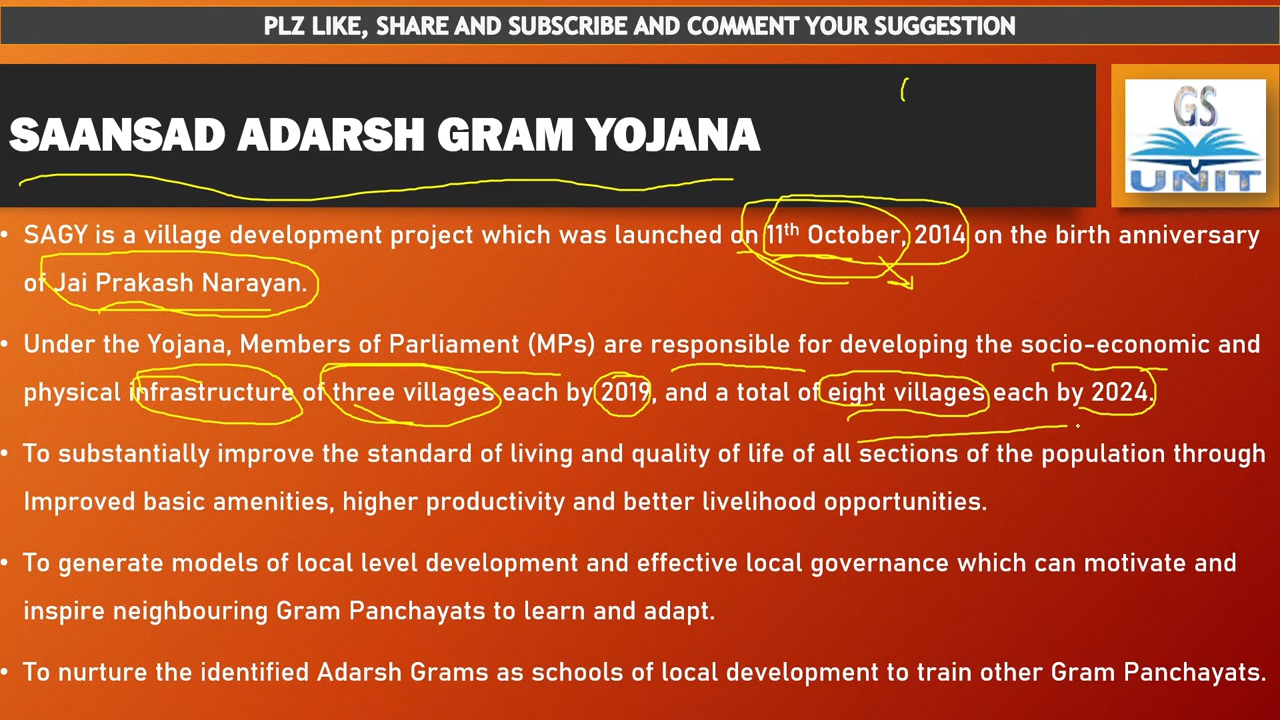 PLZ LIKE, SHARE AND SUBSCRIBE AND COMMENT YOUR SUGGESTION
SAANSAD ADARSH GRAM YOJANA
GS
UNIT
• SAGY is a village development project which was launched on 11th October, 2014 on the birth anniversary
of Jai Prakash Narayan.
• Under the Yojana, Members of Parliament (MPs) are responsible for developing the socio-economic and
physical infrastructure of three villages each by 2019, and a total of eight villages each by 2024.
• To substantially improve the standard of living and quality of life of all sections of the population through
Improved basic amenities, higher productivity and better livelihood opportunities.
• To generate models of local level development and effective local governance which can motivate and
inspire neighbouring Gram Panchayats to learn and adapt.
• To nurture the identified Adarsh Grams as schools of local development to train other Gram Panchayats.